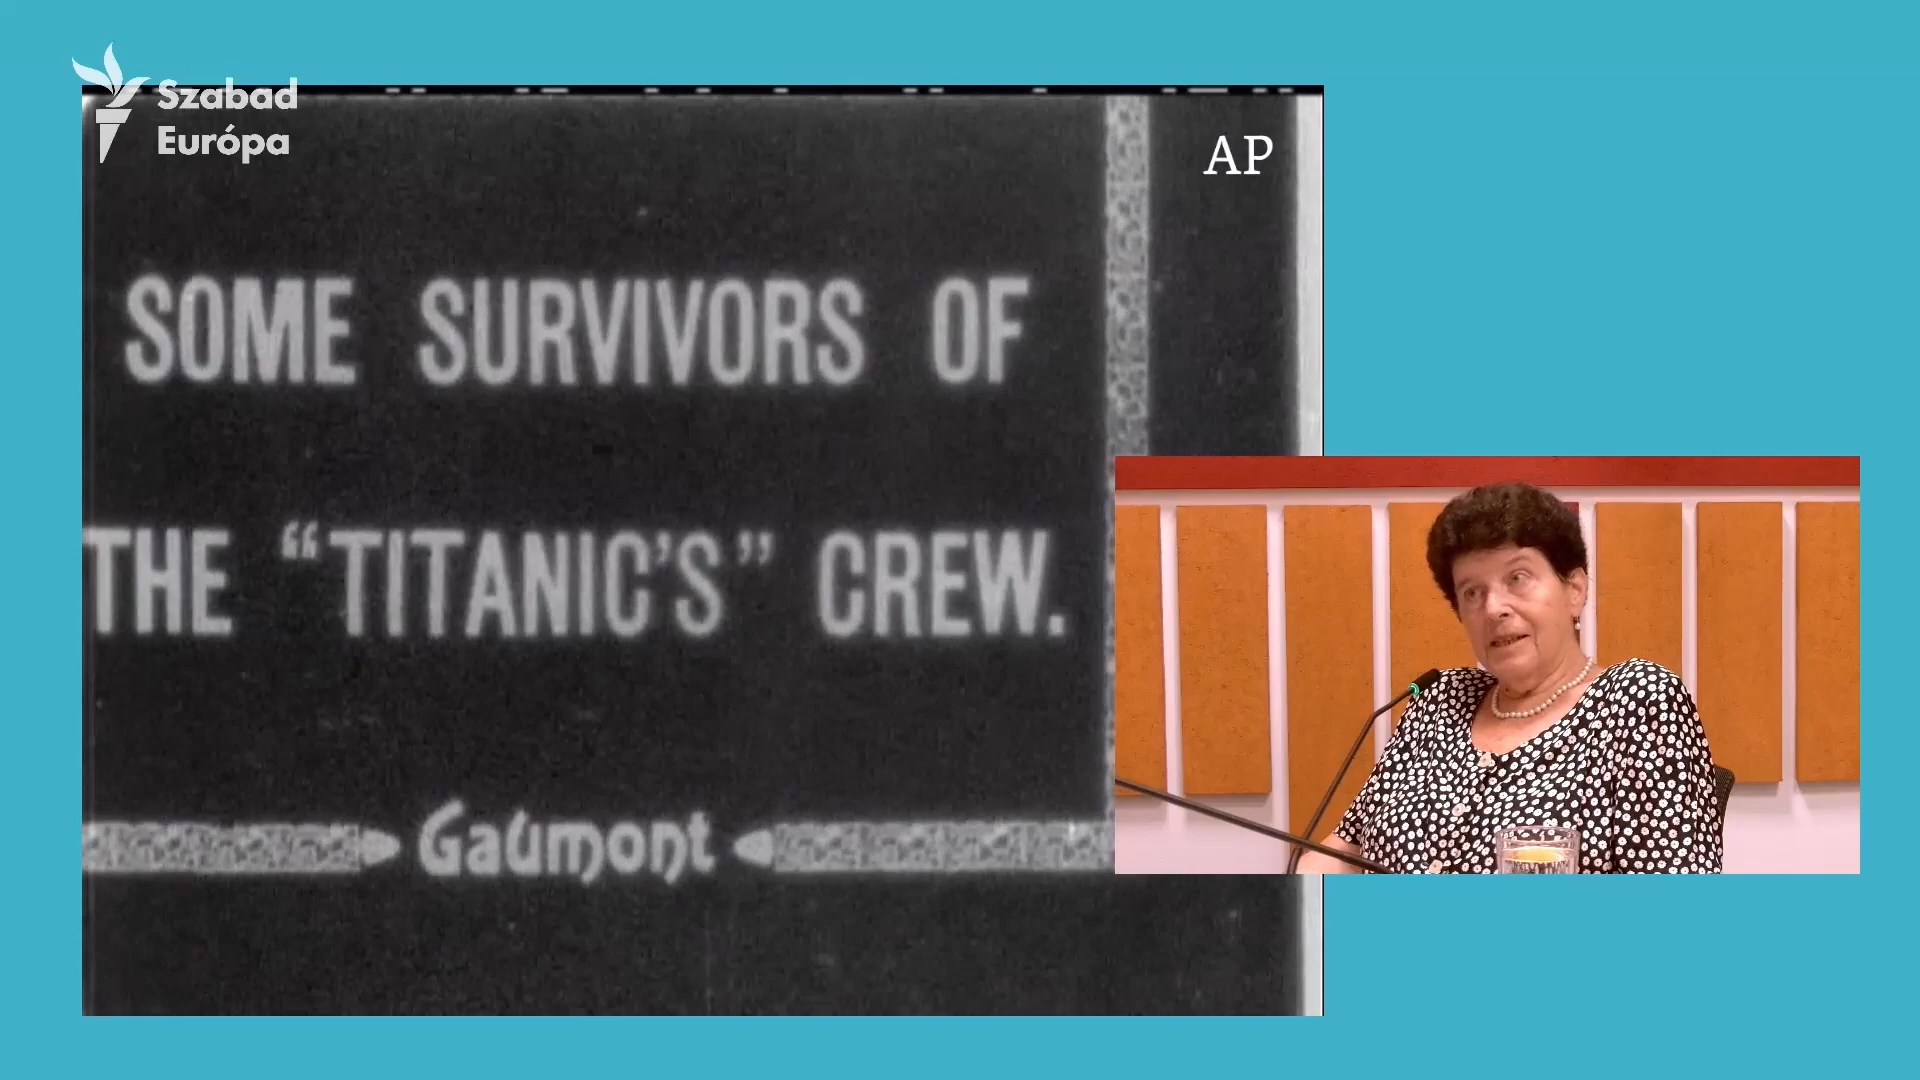 Szabad
Európa
AP
SOME SURVIVORS OF
THE “TITANIC’S” CREW.
Gaumont